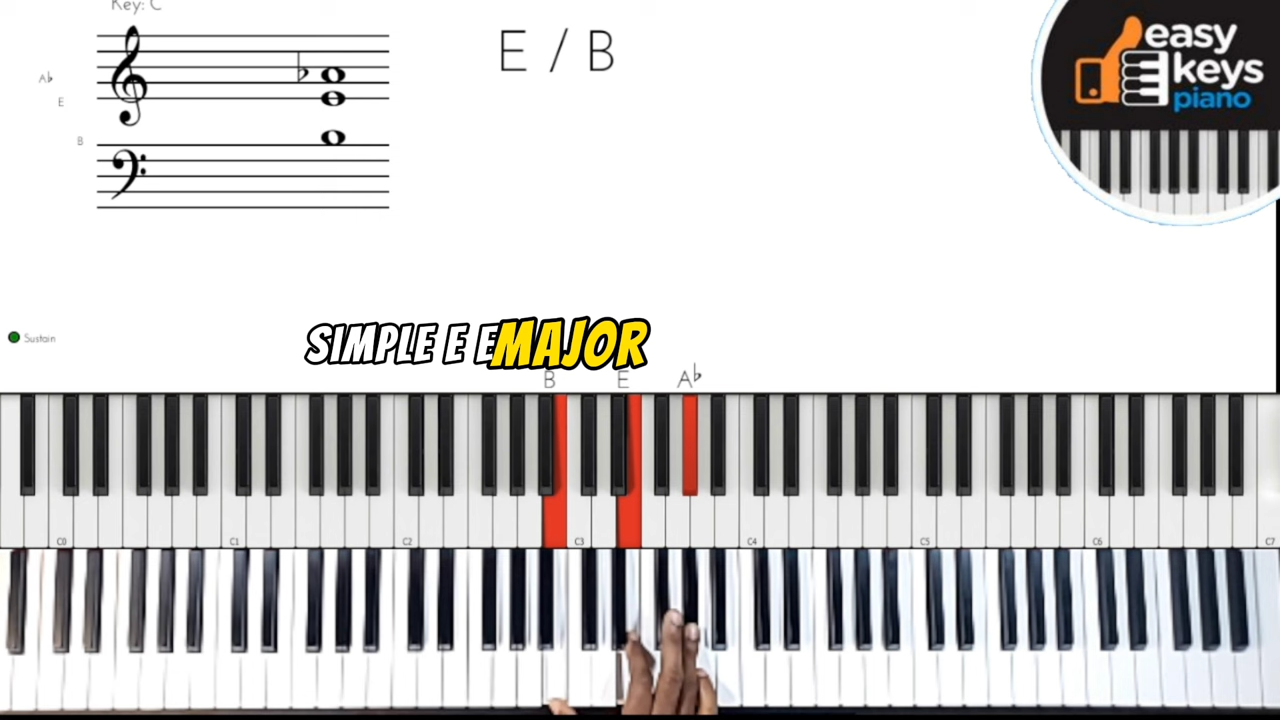 Key: C
E / B
A♭
E
B
easy
keys
piano
Sustain
SIMPLE E E MAJOR
B E A♭
C0 C1 C2 C3 C4 C5 C6 C7